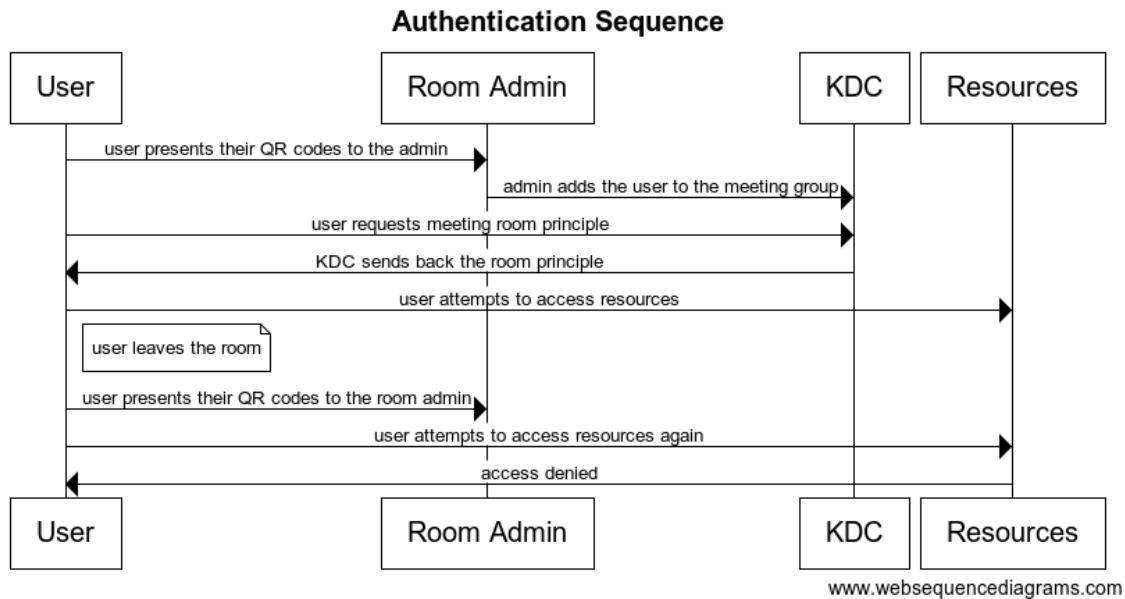 Authentication Sequence
User
Room Admin
KDC
Resources
user presents their QR codes to the admin
admin adds the user to the meeting group
user requests meeting room principle
KDC sends back the room principle
user attempts to access resources
user leaves the room
user presents their QR codes to the room admin
user attempts to access resources again
access denied
User
Room Admin
KDC
Resources
www.websequencediagrams.com